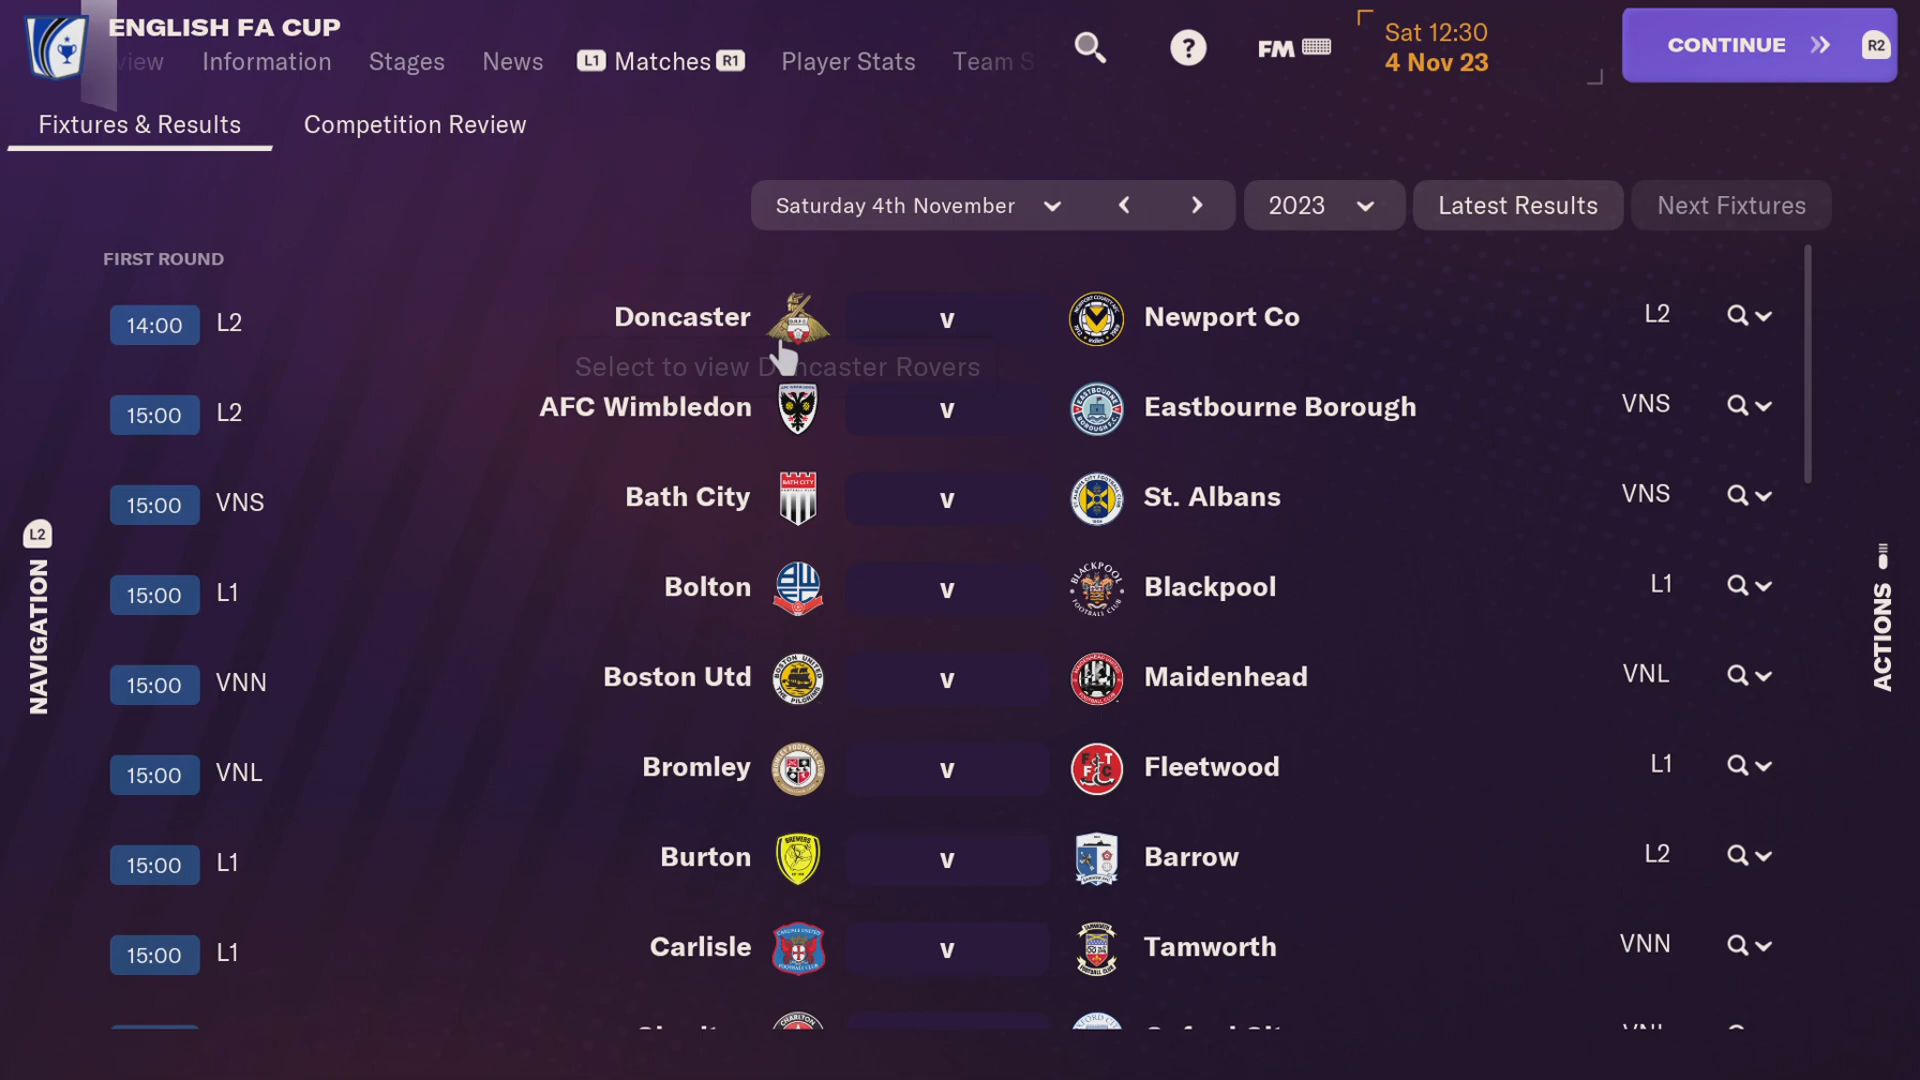 ENGLISH FA CUP
view Information Stages News L1 Matches R1 Player Stats Team S
FM
Sat 12:30
4 Nov 23
CONTINUE R2
Fixtures & Results Competition Review
Saturday 4th November 2023 Latest Results Next Fixtures
FIRST ROUND
14:00 L2 Doncaster v Newport Co L2
Select to view Doncaster Rovers
15:00 L2 AFC Wimbledon v Eastbourne Borough VNS
15:00 VNS Bath City v St. Albans VNS
15:00 L1 Bolton v Blackpool L1
15:00 VNN Boston Utd v Maidenhead VNL
15:00 VNL Bromley v Fleetwood L1
15:00 L1 Burton v Barrow L2
15:00 L1 Carlisle v Tamworth VNN
L2 NAVIGATION
ACTIONS